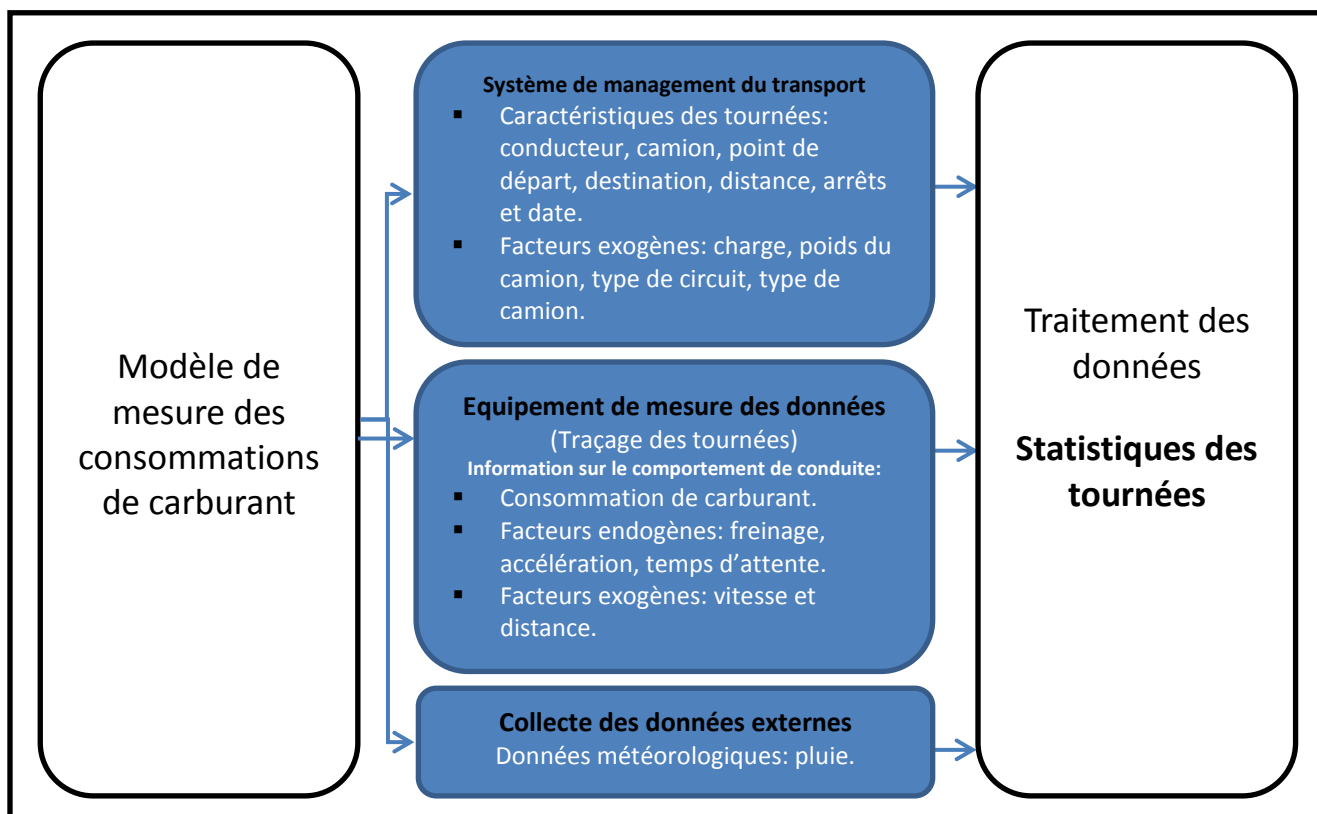 Modèle de
mesure des
consommations
de carburant
Système de management du transport
▪ Caractéristiques des tournées:
conducteur, camion, point de
départ, destination, distance, arrêts
et date.
▪ Facteurs exogènes: charge, poids du
camion, type de circuit, type de
camion.
Equipement de mesure des données
(Traçage des tournées)
Information sur le comportement de conduite:
▪ Consommation de carburant.
▪ Facteurs endogènes: freinage,
accélération, temps d’attente.
▪ Facteurs exogènes: vitesse et
distance.
Collecte des données externes
Données météorologiques: pluie.
Traitement des
données
Statistiques des
tournées